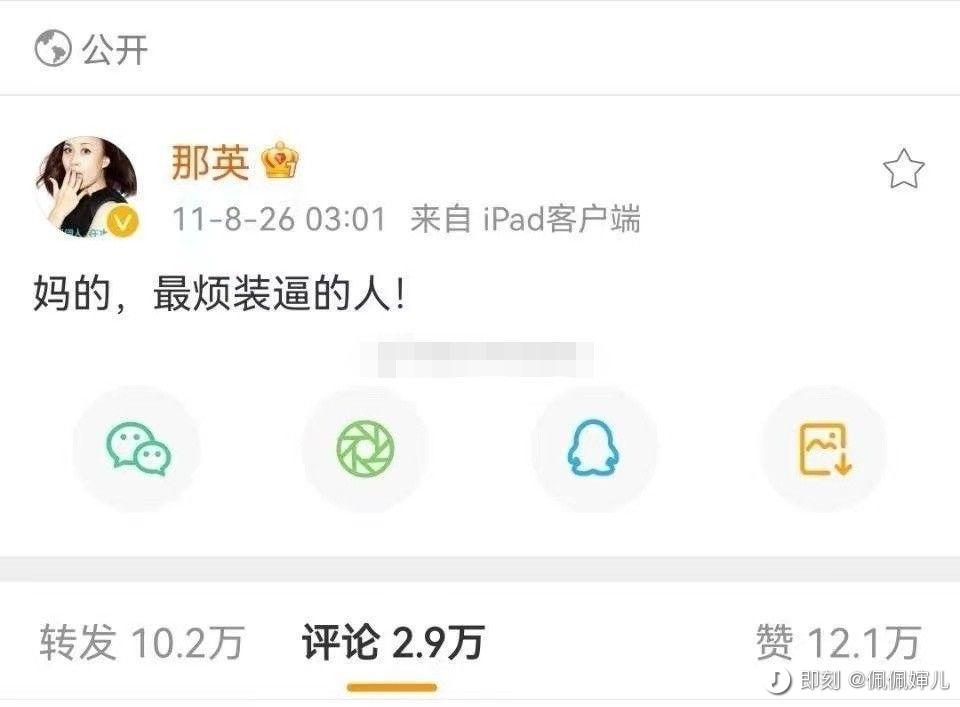 公开
那英
11-8-26 03:01 来自 iPad客户端
妈的，最烦装逼的人！
转发 10.2万 评论 2.9万 赞 12.1万
即刻 @佩佩婶儿